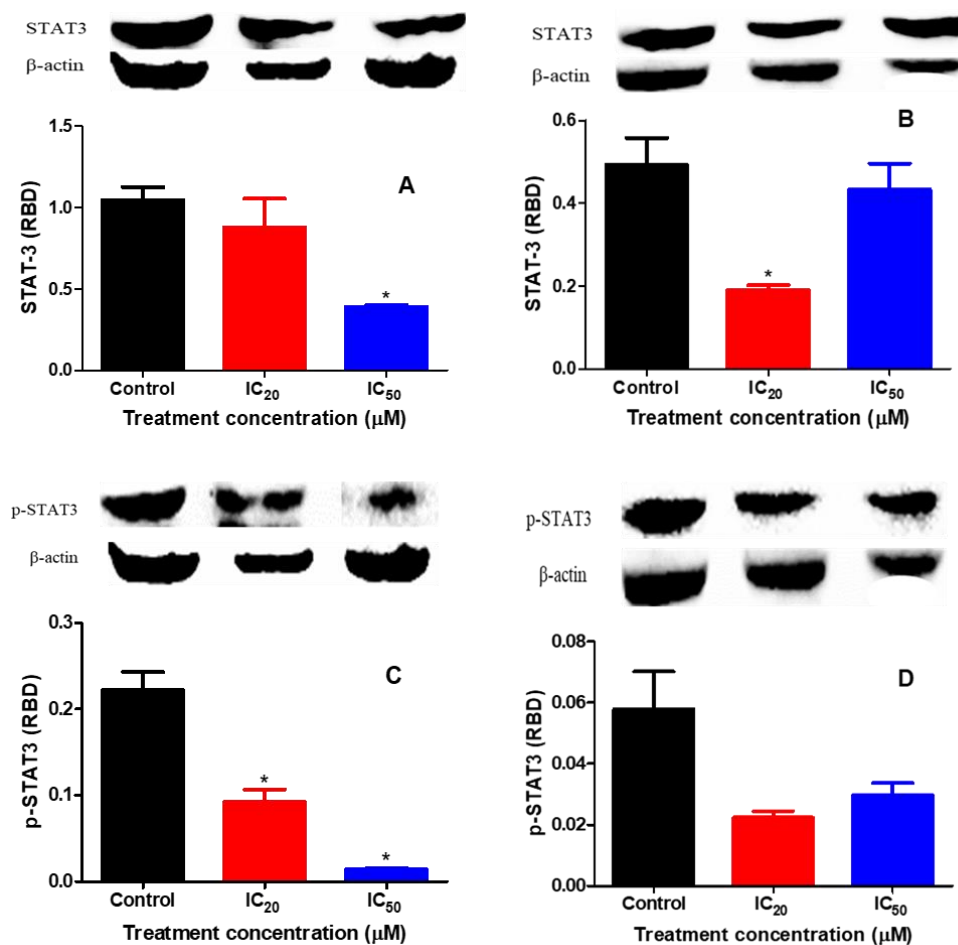 STAT3
β-actin
A
STAT-3 (RBD)
1.5
1.0
0.5
0.0
*
Control IC₂₀ IC₅₀
Treatment concentration (µM)
STAT3
β-actin
B
STAT-3 (RBD)
0.6
0.4
0.2
0.0
*
Control IC₂₀ IC₅₀
Treatment concentration (µM)
p-STAT3
β-actin
C
p-STAT3 (RBD)
0.3
0.2
0.1
0.0
*
*
Control IC₂₀ IC₅₀
Treatment concentration (µM)
p-STAT3
β-actin
D
p-STAT3 (RBD)
0.08
0.06
0.04
0.02
0.00
Control IC₂₀ IC₅₀
Treatment concentration (µM)